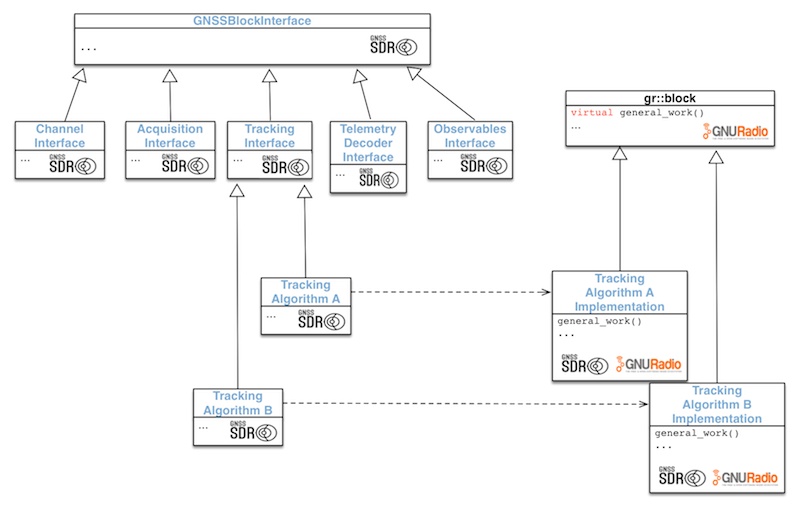 GNSSBlockInterface
...
GNSS
SDR
Channel
Interface
...
GNSS
SDR
Acquisition
Interface
...
GNSS
SDR
Tracking
Interface
...
GNSS
SDR
Telemetry
Decoder
Interface
...
GNSS
SDR
Observables
Interface
...
GNSS
SDR
gr::block
virtual general_work()
...
GNURadio
Tracking
Algorithm A
...
GNSS
SDR
Tracking
Algorithm A
Implementation
general_work()
...
GNSS
SDR
GNURadio
Tracking
Algorithm B
...
GNSS
SDR
Tracking
Algorithm B
Implementation
general_work()
...
GNSS
SDR
GNURadio